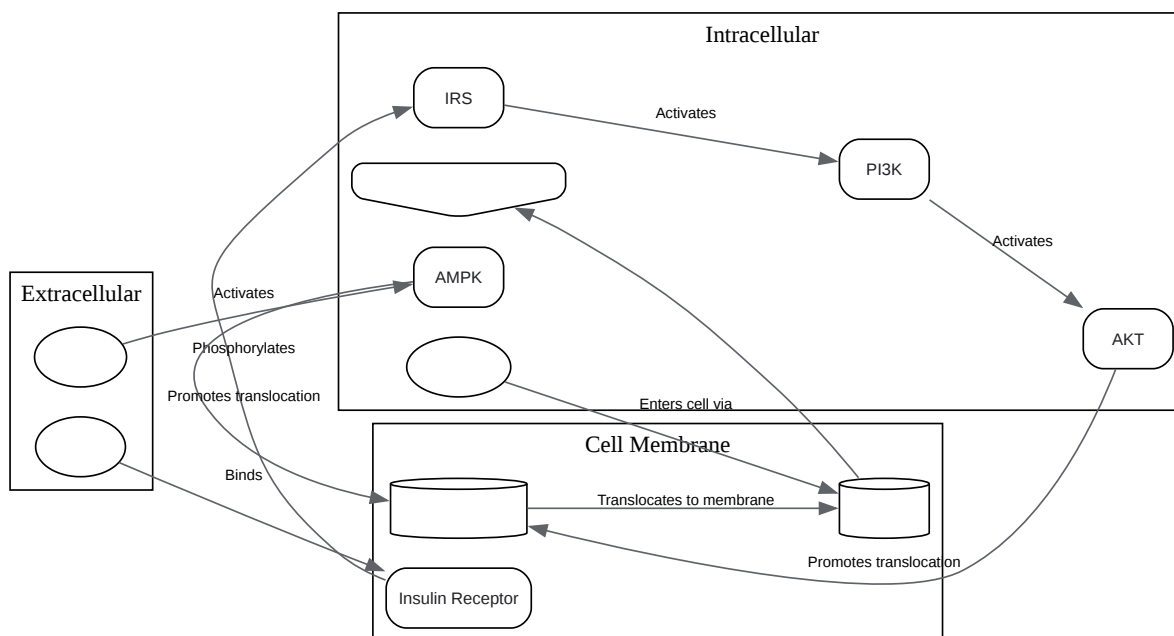 Intracellular
IRS
Activates
PI3K
AMPK
Activates
Extracellular
Activates
AKT
Phosphorylates
Promotes translocation
Enters cell via
Cell Membrane
Binds
Translocates to membrane
Promotes translocation
Insulin Receptor